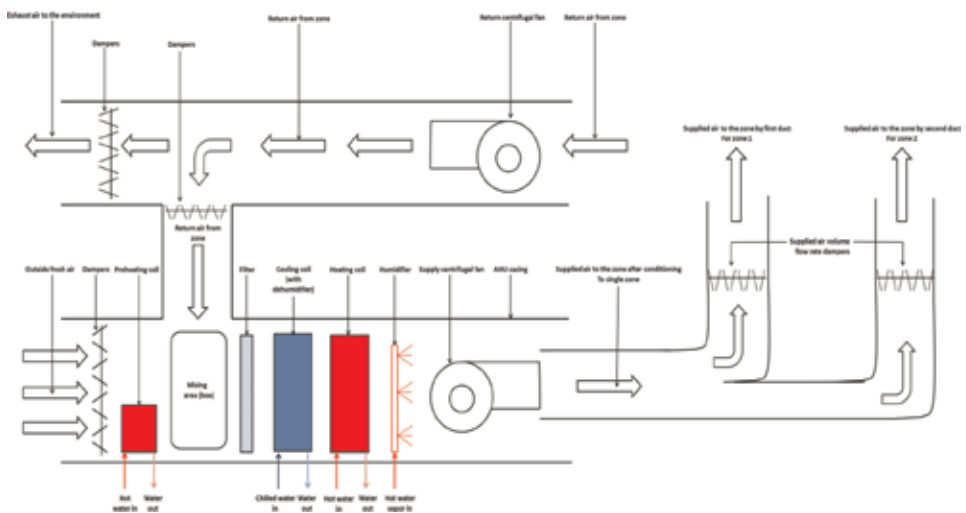 Exhaust air to the environment
Return air from zone
Return centrifugal fan
Return air from zone
Dampers
Dampers
Supplied air to the zone by first duct
For zone 1
Supplied air to the zone by second duct
For zone 2
Return air from
zone
Supplied air volume
flow rate dampers
Outside fresh air
Dampers
Preheating coil
Filter
Cooling coil
(with
dehumidifier)
Heating coil
Humidifier
Supply centrifugal fan
AHU casing
Supplied air to the zone after conditioning
To single zone
Mixing
area (box)
Hot
water in
Water
out
Chilled water
in
Water
out
Hot water
in
Water
out
Hot water
vapor in